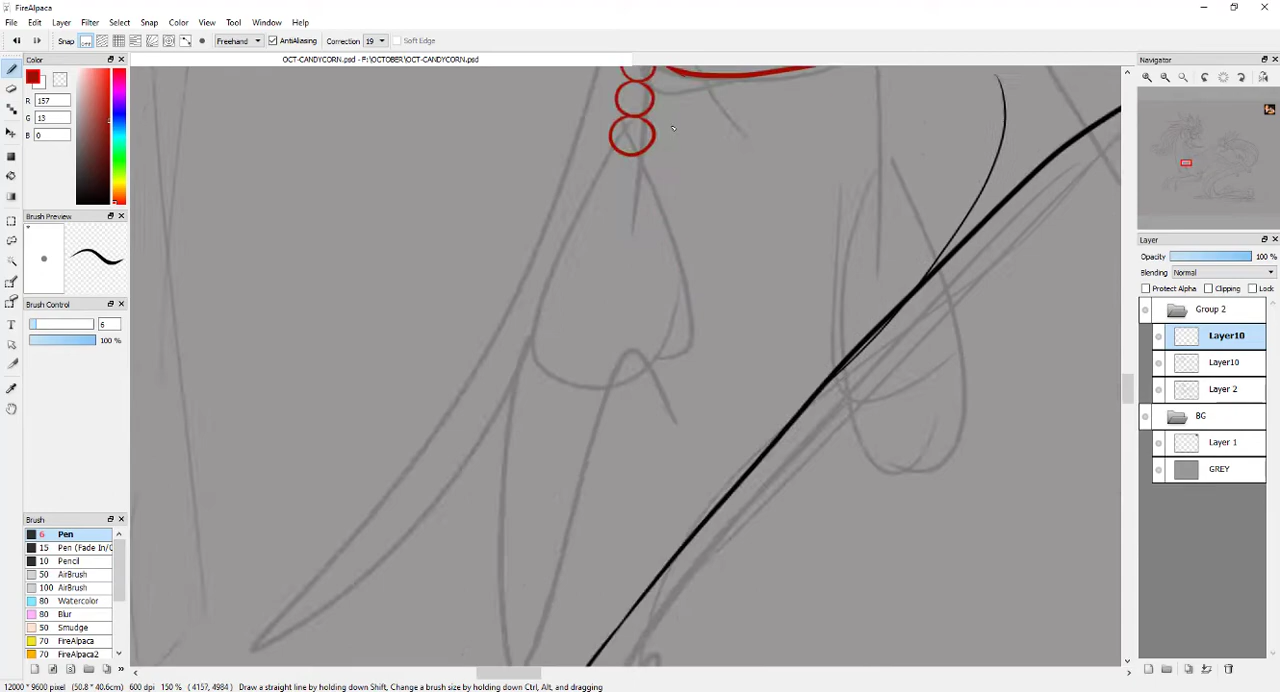 FireAlpaca
File Edit Layer Filter Select Snap Color View Tool Window Help
Snap Freehand AntiAliasing Correction 19 Soft Edge
Color
OCT-CANDYCORN.psd - F:\OCTOBER\OCT-CANDYCORN.psd
Navigator
R 157
G 13
B 0
Brush Preview
Layer
Opacity 100 %
Blending Normal
Protect Alpha Clipping Lock
Brush Control
6
100 %
Group 2
Layer10
Layer10
Layer 2
BG
Layer 1
GREY
Brush
6 Pen
15 Pen (Fade In/
10 Pencil
50 AirBrush
100 AirBrush
80 Watercolor
80 Blur
50 Smudge
70 FireAlpaca
70 FireAlpaca2
12000 * 9600 pixel (50.8 * 40.6cm) 600 dpi 150 % ( 4157, 4984 ) Draw a straight line by holding down Shift, Change a brush size by holding down Ctrl, Alt, and dragging